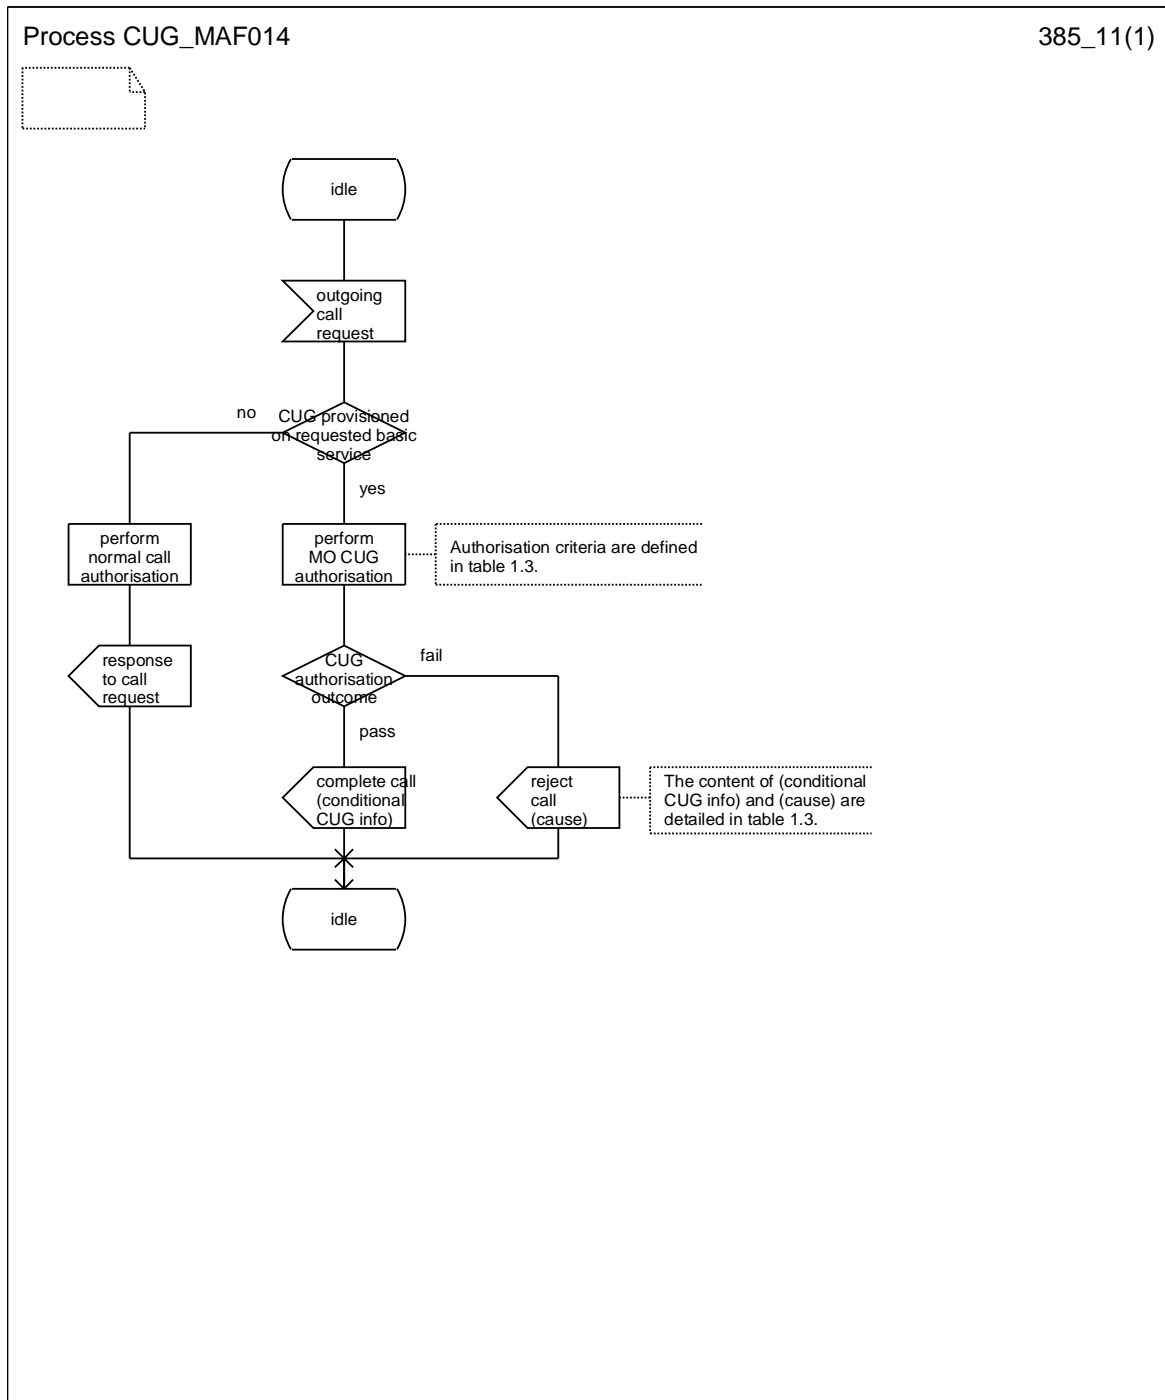 Process CUG_MAF014
385_11(1)
idle
outgoing
call
request
no
CUG provisioned
on requested basic
service
yes
perform
normal call
authorisation
perform
MO CUG
authorisation
Authorisation criteria are defined
in table 1.3.
response
to call
request
CUG
authorisation
outcome
fail
pass
complete call
(conditional
CUG info)
reject
call
(cause)
The content of (conditional
CUG info) and (cause) are
detailed in table 1.3.
idle